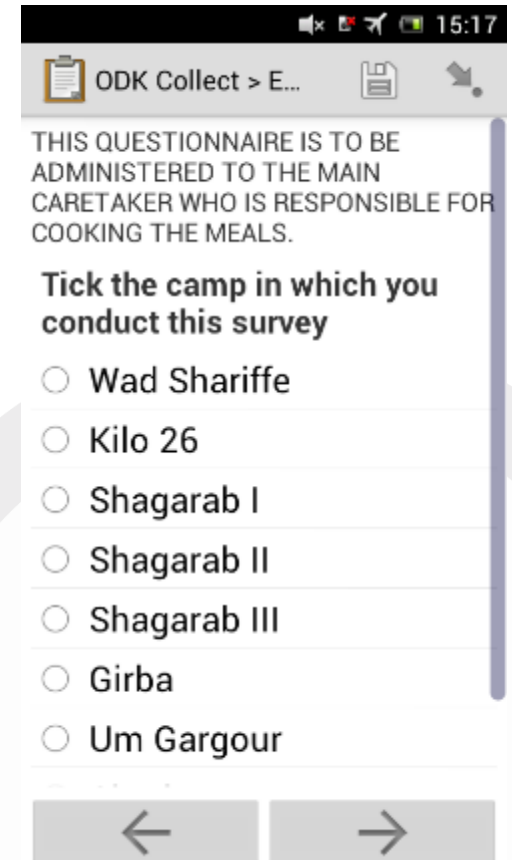 15:17
ODK Collect > E...
THIS QUESTIONNAIRE IS TO BE
ADMINISTERED TO THE MAIN
CARETAKER WHO IS RESPONSIBLE FOR
COOKING THE MEALS.
Tick the camp in which you
conduct this survey
Wad Shariffe
Kilo 26
Shagarab I
Shagarab II
Shagarab III
Girba
Um Gargour